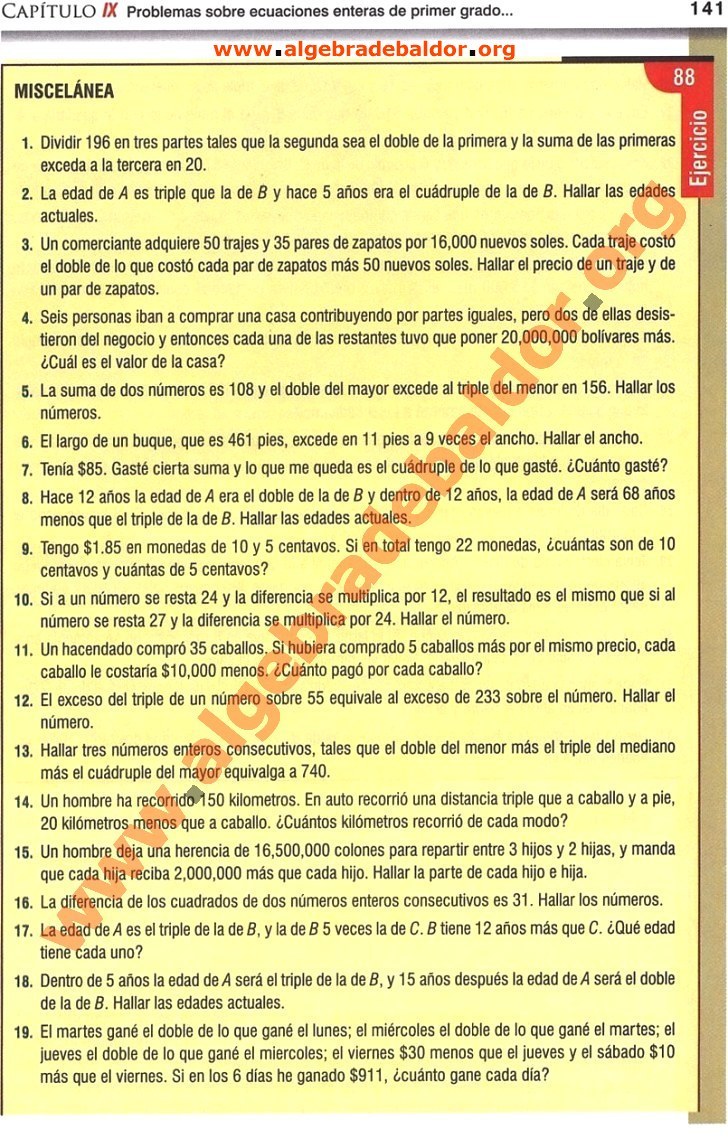 CAPÍTULO IX Problemas sobre ecuaciones enteras de primer grado... 141
www.algebradebaldor.org
88
Ejercicio
MISCELÁNEA
1. Dividir 196 en tres partes tales que la segunda sea el doble de la primera y la suma de las primeras
exceda a la tercera en 20.
2. La edad de A es triple que la de B y hace 5 años era el cuádruple de la de B. Hallar las edades
actuales.
3. Un comerciante adquiere 50 trajes y 35 pares de zapatos por 16,000 nuevos soles. Cada traje costó
el doble de lo que costó cada par de zapatos más 50 nuevos soles. Hallar el precio de un traje y de
un par de zapatos.
4. Seis personas iban a comprar una casa contribuyendo por partes iguales, pero dos de ellas desis-
tieron del negocio y entonces cada una de las restantes tuvo que poner 20,000,000 bolívares más.
¿Cuál es el valor de la casa?
5. La suma de dos números es 108 y el doble del mayor excede al triple del menor en 156. Hallar los
números.
6. El largo de un buque, que es 461 pies, excede en 11 pies a 9 veces el ancho. Hallar el ancho.
7. Tenía $85. Gasté cierta suma y lo que me queda es el cuádruple de lo que gasté. ¿Cuánto gasté?
8. Hace 12 años la edad de A era el doble de la de B y dentro de 12 años, la edad de A será 68 años
menos que el triple de la de B. Hallar las edades actuales.
9. Tengo $1.85 en monedas de 10 y 5 centavos. Si en total tengo 22 monedas, ¿cuántas son de 10
centavos y cuántas de 5 centavos?
10. Si a un número se resta 24 y la diferencia se multiplica por 12, el resultado es el mismo que si al
número se resta 27 y la diferencia se multiplica por 24. Hallar el número.
11. Un hacendado compró 35 caballos. Si hubiera comprado 5 caballos más por el mismo precio, cada
caballo le costaría $10,000 menos. ¿Cuánto pagó por cada caballo?
12. El exceso del triple de un número sobre 55 equivale al exceso de 233 sobre el número. Hallar el
número.
13. Hallar tres números enteros consecutivos, tales que el doble del menor más el triple del mediano
más el cuádruple del mayor equivalga a 740.
14. Un hombre ha recorrido 150 kilometros. En auto recorrió una distancia triple que a caballo y a pie,
20 kilómetros menos que a caballo. ¿Cuántos kilómetros recorrió de cada modo?
15. Un hombre deja una herencia de 16,500,000 colones para repartir entre 3 hijos y 2 hijas, y manda
que cada hija reciba 2,000,000 más que cada hijo. Hallar la parte de cada hijo e hija.
16. La diferencia de los cuadrados de dos números enteros consecutivos es 31. Hallar los números.
17. La edad de A es el triple de la de B, y la de B 5 veces la de C. B tiene 12 años más que C. ¿Qué edad
tiene cada uno?
18. Dentro de 5 años la edad de A será el triple de la de B, y 15 años después la edad de A será el doble
de la de B. Hallar las edades actuales.
19. El martes gané el doble de lo que gané el lunes; el miércoles el doble de lo que gané el martes; el
jueves el doble de lo que gané el miercoles; el viernes $30 menos que el jueves y el sábado $10
más que el viernes. Si en los 6 días he ganado $911, ¿cuánto gane cada día?
www.algebradebaldor.org